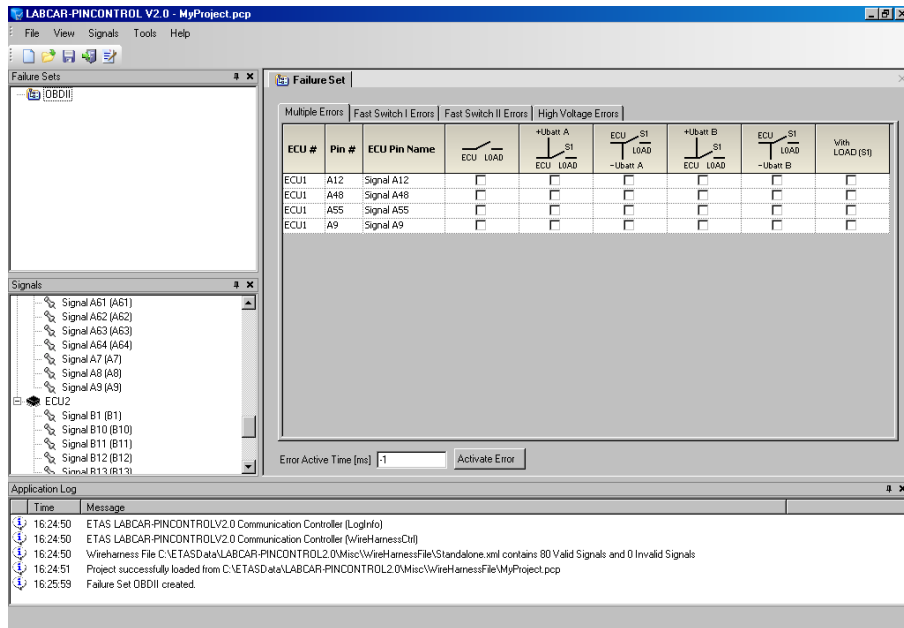 LABCAR-PINCONTROL V2.0 - MyProject.pcp
File View Signals Tools Help
Failure Sets
OBDII
Signals
Signal A61 (A61)
Signal A62 (A62)
Signal A63 (A63)
Signal A64 (A64)
Signal A7 (A7)
Signal A8 (A8)
Signal A9 (A9)
ECU2
Signal B1 (B1)
Signal B10 (B10)
Signal B11 (B11)
Signal B12 (B12)
Signal B13 (B13)
Failure Set
Multiple Errors Fast Switch I Errors Fast Switch II Errors High Voltage Errors
ECU # Pin # ECU Pin Name
ECU LOAD
+Ubatt A S1 ECU LOAD
ECU S1 LOAD -Ubatt A
+Ubatt B S1 ECU LOAD
ECU S1 LOAD -Ubatt B
With LOAD (S1)
ECU1 A12 Signal A12
ECU1 A48 Signal A48
ECU1 A55 Signal A55
ECU1 A9 Signal A9
Error Active Time [ms] -1 Activate Error
Application Log
Time Message
16:24:50 ETAS LABCAR-PINCONTROLV2.0 Communication Controller (LogInfo)
16:24:50 ETAS LABCAR-PINCONTROLV2.0 Communication Controller (WireHarnessCtrl)
16:24:50 Wireharness File C:\ETASData\LABCAR-PINCONTROL2.0\Misc\WireHarnessFile\Standalone.xml contains 80 Valid Signals and 0 Invalid Signals
16:24:51 Project successfully loaded from C:\ETASData\LABCAR-PINCONTROL2.0\Misc\WireHarnessFile\MyProject.pcp
16:25:59 Failure Set OBDII created.